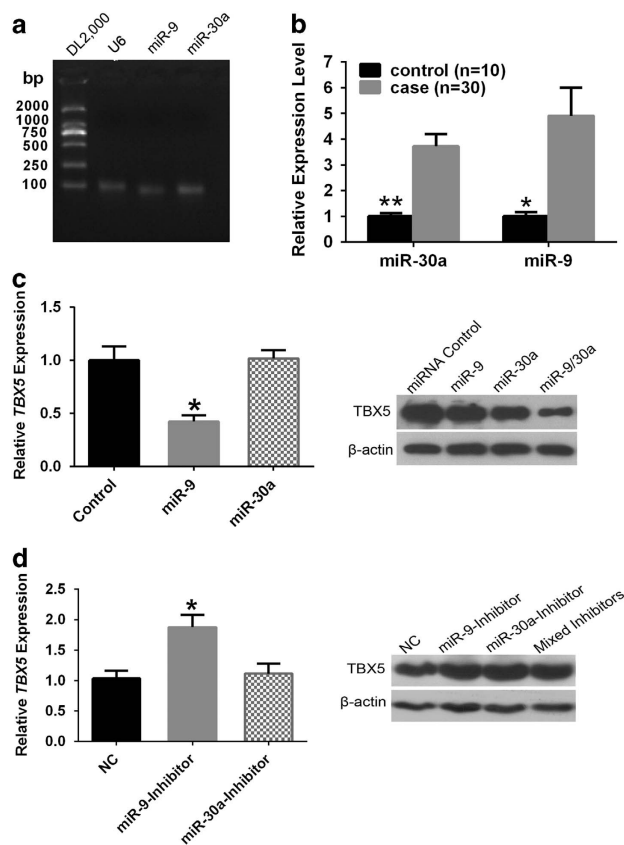 a
DL2,000
U6
miR-9
miR-30a
bp
2000
1000
750
500
250
100
b
Relative Expression Level
7
6
5
4
3
2
1
0
control (n=10)
case (n=30)
**
*
miR-30a
miR-9
c
Relative TBX5 Expression
1.5
1.0
0.5
0.0
*
Control
miR-9
miR-30a
miRNA Control
miR-9
miR-30a
miR-9/30a
TBX5
β-actin
d
Relative TBX5 Expression
2.5
2.0
1.5
1.0
0.5
0.0
*
NC
miR-9-Inhibitor
miR-30a-Inhibitor
NC
miR-9-Inhibitor
miR-30a-Inhibitor
Mixed Inhibitors
TBX5
β-actin